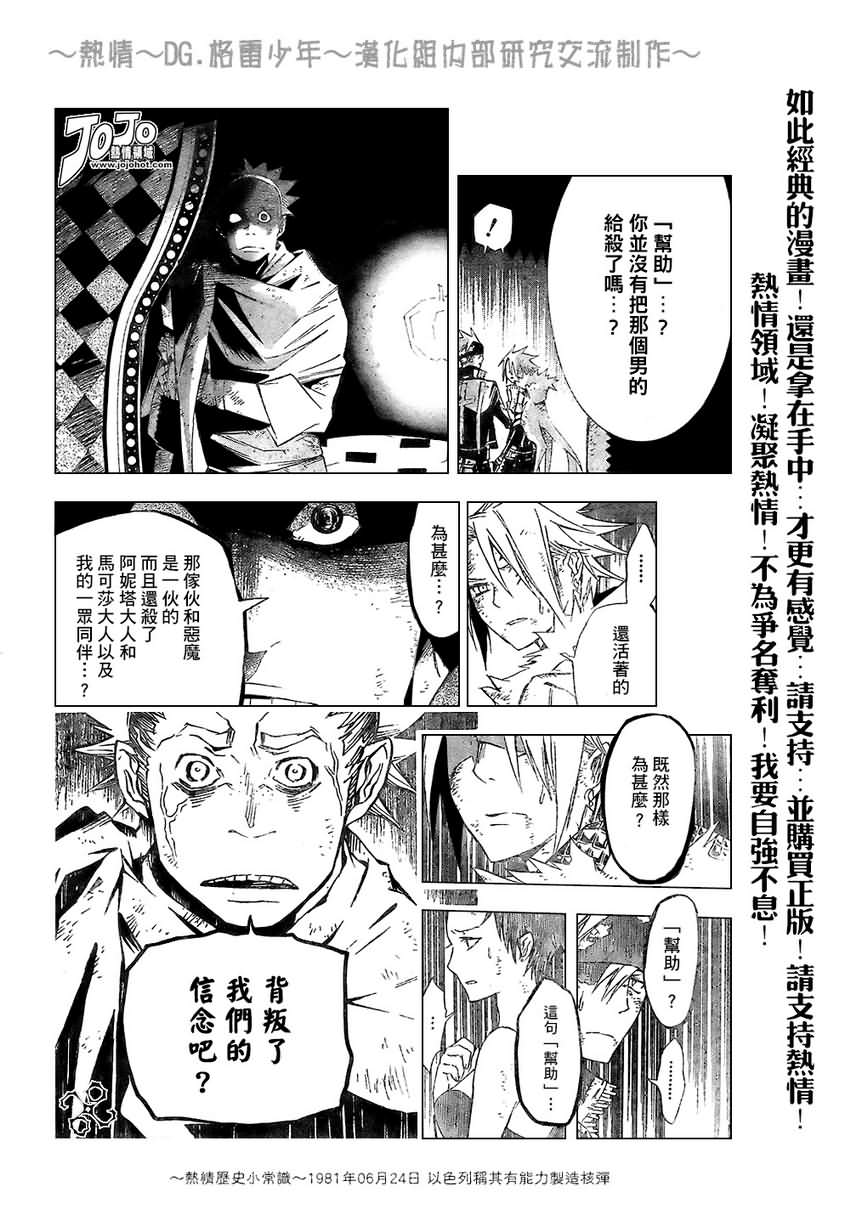 ～熱情～DG.格雷少年～漢化組内部研究交流制作～
如此經典的漫畫！還是拿在手中…才更有感覺…請支持…並購買正版！請支持熱情！
熱情領域！凝聚熱情！不為爭名奪利！我要自強不息！
JOJO
熱情領域
www.jojohot.com
「幫助」…？
你並沒有把那個男的
給殺了嗎…？
！
……
還活著的
為甚麼…？
那傢伙和惡魔
是一伙的
而且還殺了
阿妮塔大人和
馬可莎大人以及
我的一眾同伴…？
既然那樣
為甚麼？
「幫助」？
…
這句「幫助」…
…
背叛了
我們的
信念吧？
～熱情歷史小常識～1981年06月24日 以色列稱其有能力製造核彈